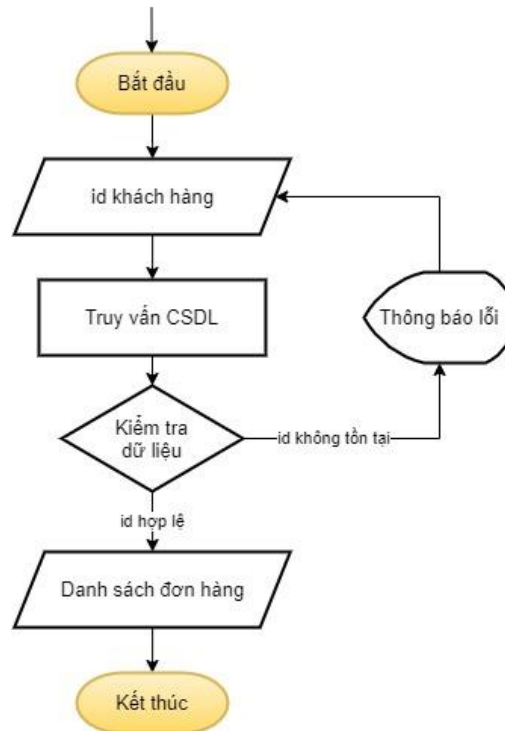 Bắt đầu
id khách hàng
Truy vấn CSDL
Thông báo lỗi
Kiểm tra
dữ liệu
id không tồn tại
id hợp lệ
Danh sách đơn hàng
Kết thúc